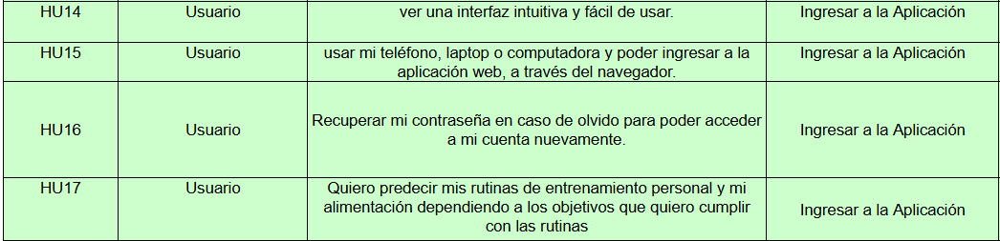 HU14 Usuario ver una interfaz intuitiva y fácil de usar. Ingresar a la Aplicación
HU15 Usuario usar mi teléfono, laptop o computadora y poder ingresar a la Ingresar a la Aplicación
aplicación web, a través del navegador.
HU16 Usuario Recuperar mi contraseña en caso de olvido para poder acceder Ingresar a la Aplicación
a mi cuenta nuevamente.
HU17 Usuario Quiero predecir mis rutinas de entrenamiento personal y mi
alimentación dependiendo a los objetivos que quiero cumplir Ingresar a la Aplicación
con las rutinas